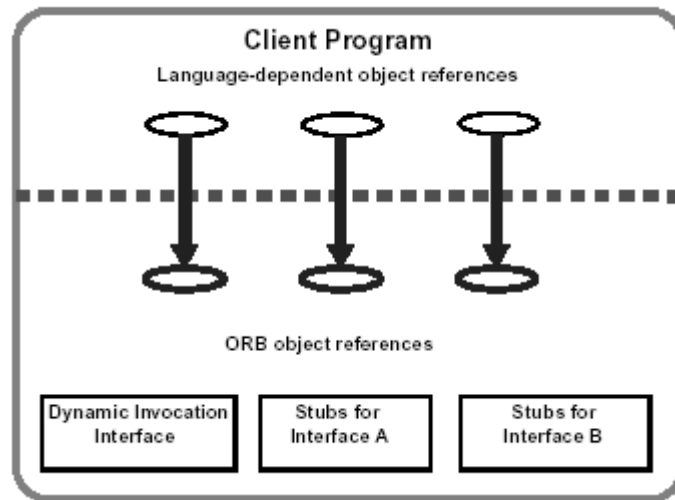 Client Program
Language-dependent object references
ORB object references
Dynamic Invocation
Interface
Stubs for
Interface A
Stubs for
Interface B